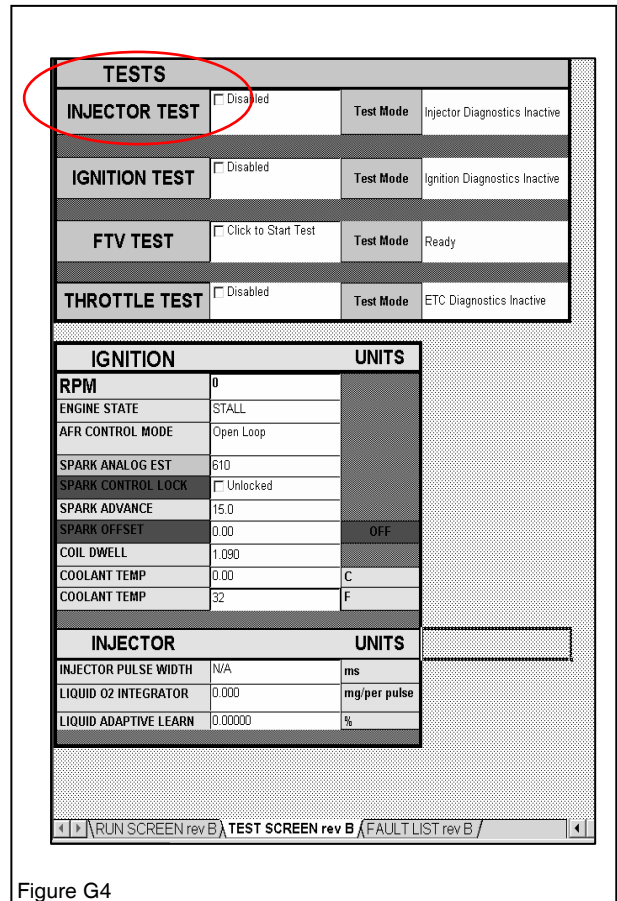 TESTS
INJECTOR TEST Disabled Test Mode Injector Diagnostics Inactive
IGNITION TEST Disabled Test Mode Ignition Diagnostics Inactive
FTV TEST Click to Start Test Test Mode Ready
THROTTLE TEST Disabled Test Mode ETC Diagnostics Inactive
IGNITION UNITS
RPM 0
ENGINE STATE STALL
AFR CONTROL MODE Open Loop
SPARK ANALOG EST 610
SPARK CONTROL LOCK Unlocked
SPARK ADVANCE 15.0
SPARK OFFSET 0.00 OFF
COIL DWELL 1.090
COOLANT TEMP 0.00 C
COOLANT TEMP 32 F
INJECTOR UNITS
INJECTOR PULSE WIDTH N/A ms
LIQUID O2 INTEGRATOR 0.000 mg/per pulse
LIQUID ADAPTIVE LEARN 0.00000 %
RUN SCREEN rev B TEST SCREEN rev B FAULT LIST rev B
Figure G4